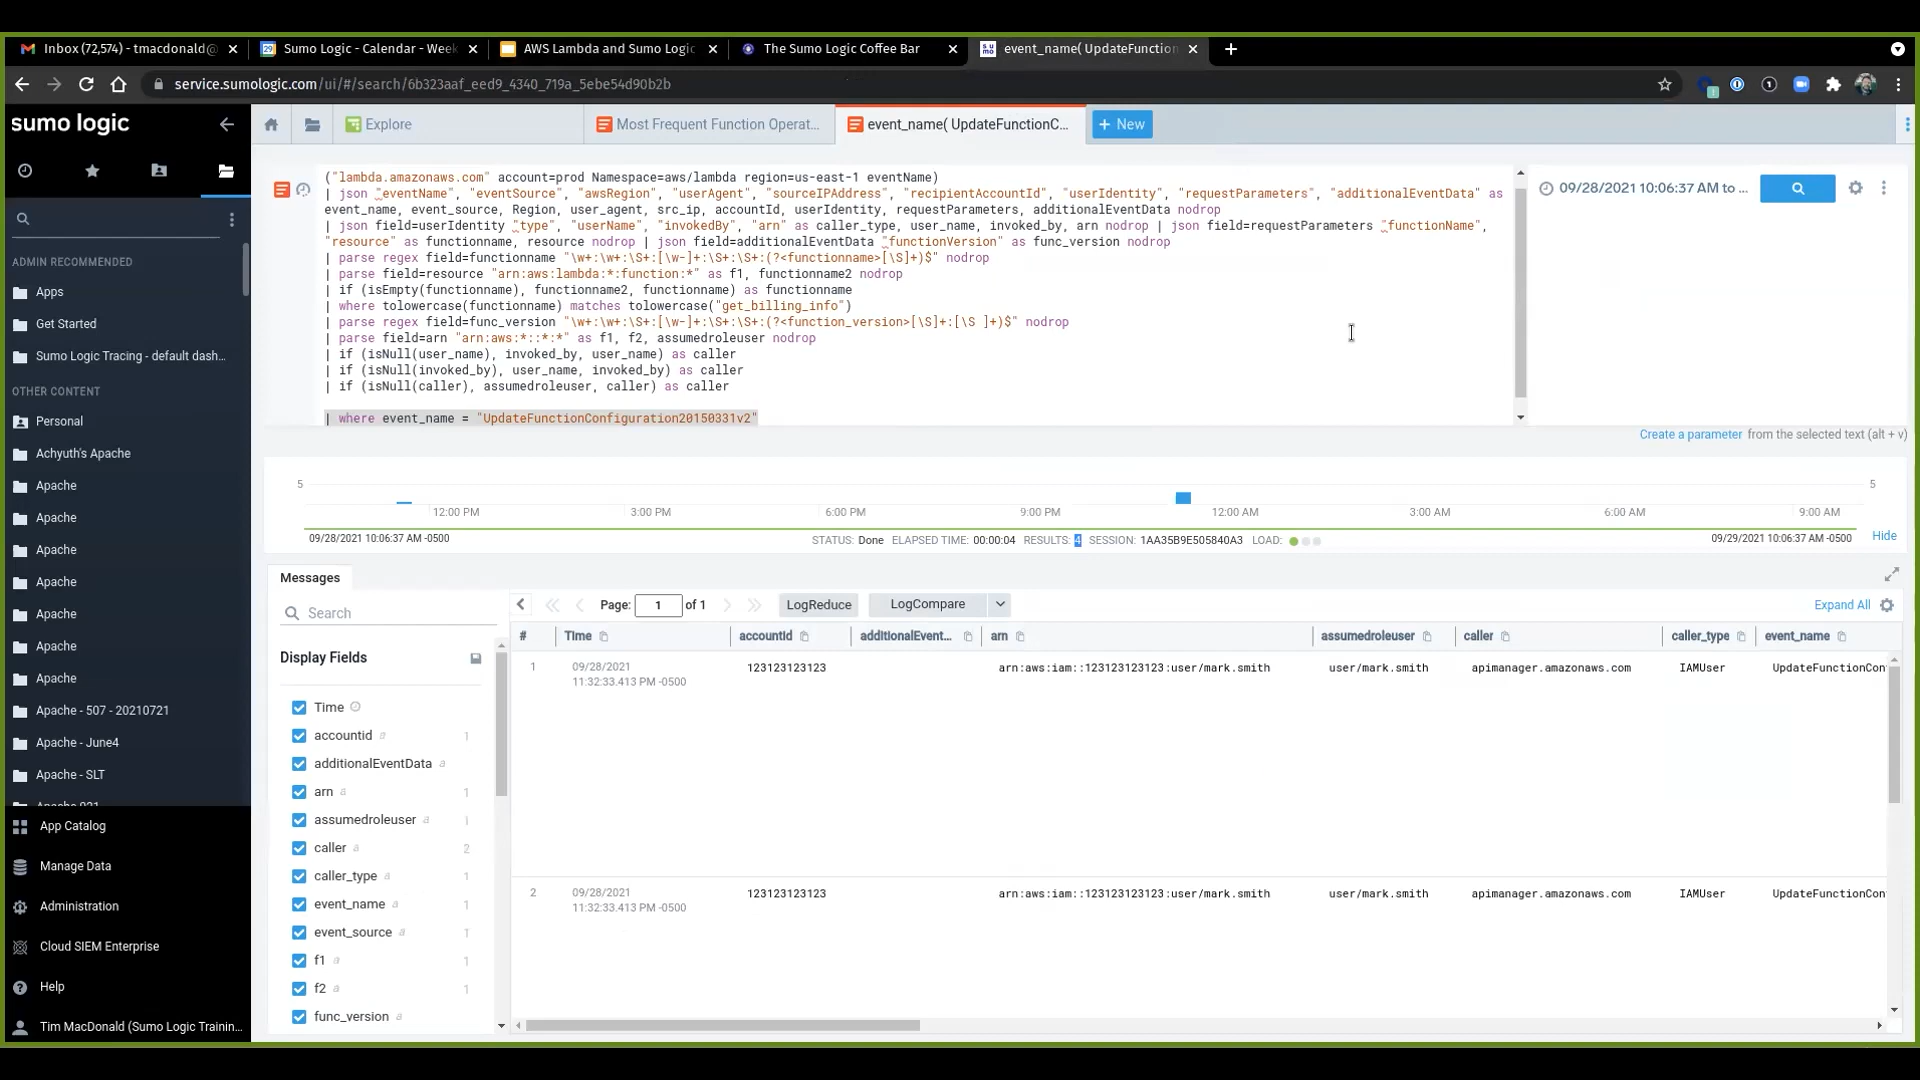 Inbox (72,574) - tmacdonald@
Sumo Logic - Calendar - Week
AWS Lambda and Sumo Logic
The Sumo Logic Coffee Bar
event_name( UpdateFunction
service.sumologic.com/ui/#/search/6b323aaf_eed9_4340_719a_5ebe54d90b2b
sumo logic
Explore
Most Frequent Function Operat...
event_name( UpdateFunctionC...
+ New
ADMIN RECOMMENDED
Apps
Get Started
Sumo Logic Tracing - default dash...
OTHER CONTENT
Personal
Achyuth's Apache
Apache
Apache
Apache
Apache
Apache
Apache
Apache
Apache - 507 - 20210721
Apache - June4
Apache - SLT
App Catalog
Manage Data
Administration
Cloud SIEM Enterprise
Help
Tim MacDonald (Sumo Logic Trainin...
("lambda.amazonaws.com" account=prod Namespace=aws/lambda region=us-east-1 eventName)
| json "eventName", "eventSource", "awsRegion", "userAgent", "sourceIPAddress", "recipientAccountId", "userIdentity", "requestParameters", "additionalEventData" as
event_name, event_source, Region, user_agent, src_ip, accountId, userIdentity, requestParameters, additionalEventData nodrop
| json field=userIdentity "type", "userName", "invokedBy", "arn" as caller_type, user_name, invoked_by, arn nodrop | json field=requestParameters "functionName",
"resource" as functionname, resource nodrop | json field=additionalEventData "functionVersion" as func_version nodrop
| parse regex field=functionname "\w+:\w+:\S+:[\w-]+:\S+:\S+:(?<functionname>[\S]+)$" nodrop
| parse field=resource "arn:aws:lambda:*:function:*" as f1, functionname2 nodrop
| if (isEmpty(functionname), functionname2, functionname) as functionname
| where tolowercase(functionname) matches tolowercase("get_billing_info")
| parse regex field=func_version "\w+:\w+:\S+:[\w-]+:\S+:\S+:(?<function_version>[\S]+:[\S ]+)$" nodrop
| parse field=arn "arn:aws:*::*:*" as f1, f2, assumedroleuser nodrop
| if (isNull(user_name), invoked_by, user_name) as caller
| if (isNull(invoked_by), user_name, invoked_by) as caller
| if (isNull(caller), assumedroleuser, caller) as caller
| where event_name = "UpdateFunctionConfiguration20150331v2"
09/28/2021 10:06:37 AM to ...
Create a parameter from the selected text (alt + v)
5
5
12:00 PM
3:00 PM
6:00 PM
9:00 PM
12:00 AM
3:00 AM
6:00 AM
9:00 AM
09/28/2021 10:06:37 AM -0500
STATUS: Done ELAPSED TIME: 00:00:04 RESULTS: 4 SESSION: 1AA35B9E505840A3 LOAD:
09/29/2021 10:06:37 AM -0500
Hide
Messages
Search
Page: 1 of 1
LogReduce
LogCompare
Expand All
Display Fields
Time
accountid a 1
additionalEventData a
arn a 1
assumedroleuser a 1
caller a 2
caller_type a 1
event_name a 1
event_source a 1
f1 a 1
f2 a 1
func_version a
# Time accountid additionalEvent... arn assumedroleuser caller caller_type event_name
1 09/28/2021 123123123123 arn:aws:iam::123123123123:user/mark.smith user/mark.smith apimanager.amazonaws.com IAMUser UpdateFunctionCon
11:32:33.413 PM -0500
2 09/28/2021 123123123123 arn:aws:iam::123123123123:user/mark.smith user/mark.smith apimanager.amazonaws.com IAMUser UpdateFunctionCon
11:32:33.413 PM -0500